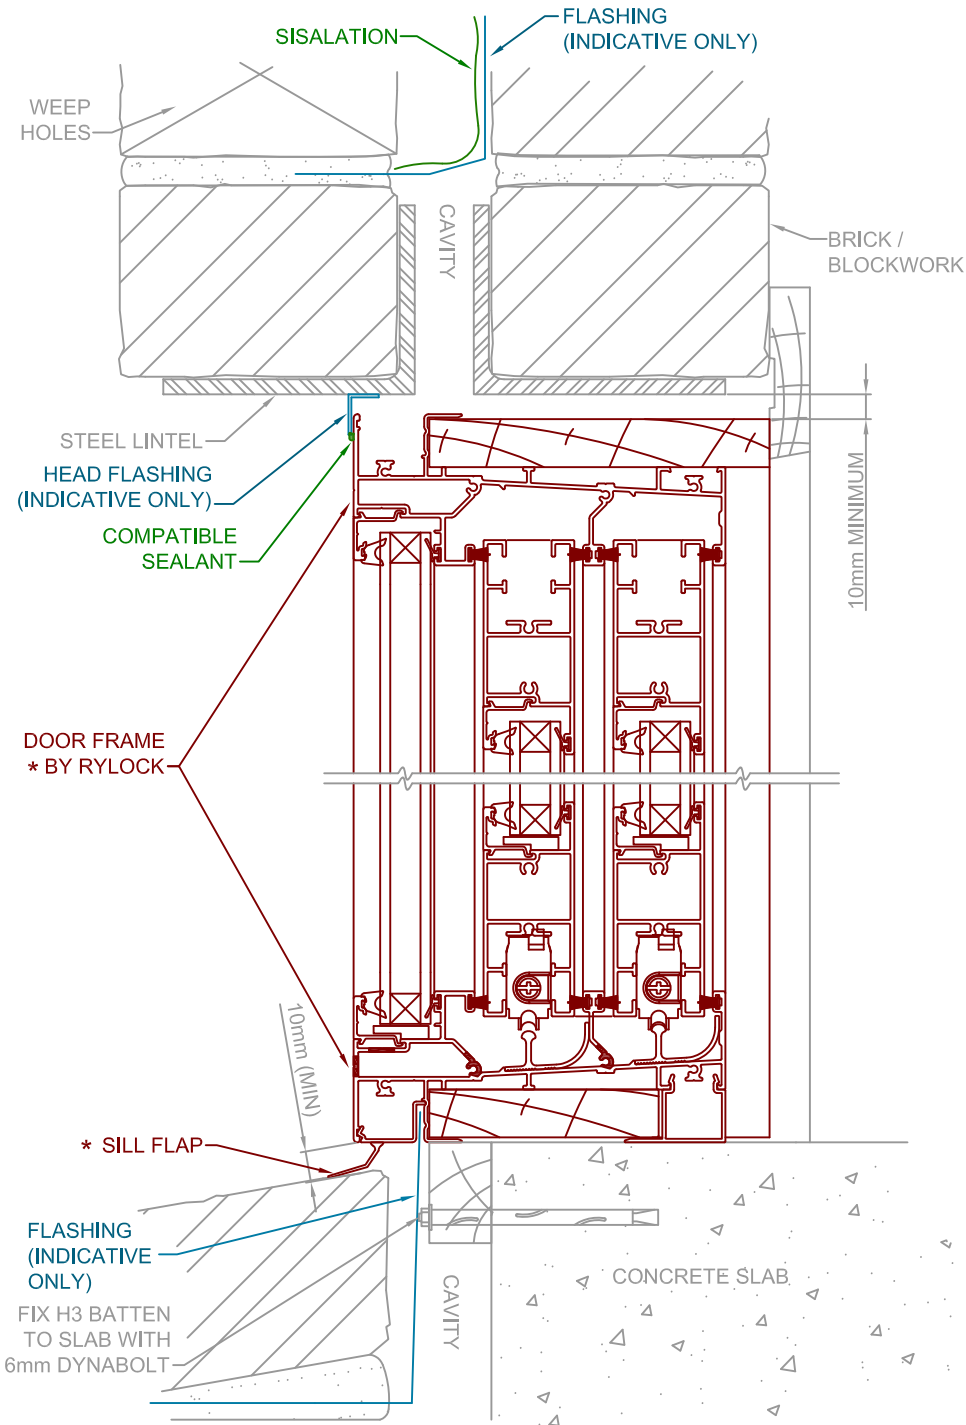 FLASHING
(INDICATIVE ONLY)
SISALATION
WEEP
HOLES
CAVITY
BRICK /
BLOCKWORK
STEEL LINTEL
HEAD FLASHING
(INDICATIVE ONLY)
COMPATIBLE
SEALANT
10mm MINIMUM
DOOR FRAME
* BY RYLOCK
10mm (MIN)
* SILL FLAP
FLASHING
(INDICATIVE
ONLY)
CONCRETE SLAB
CAVITY
FIX H3 BATTEN
TO SLAB WITH
6mm DYNABOLT